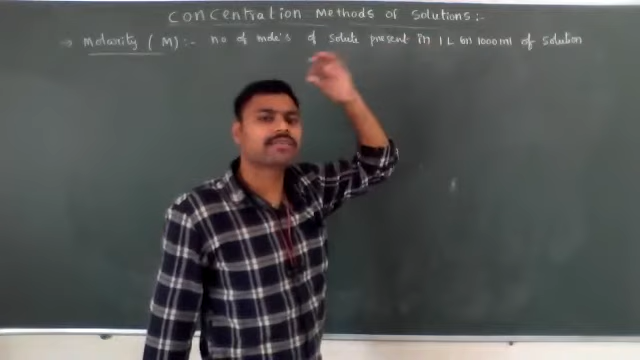 Concentration Methods of Solutions:-
⇒ Molarity (M):- no of mole's of solute present in 1 L or 1000 ml of solution